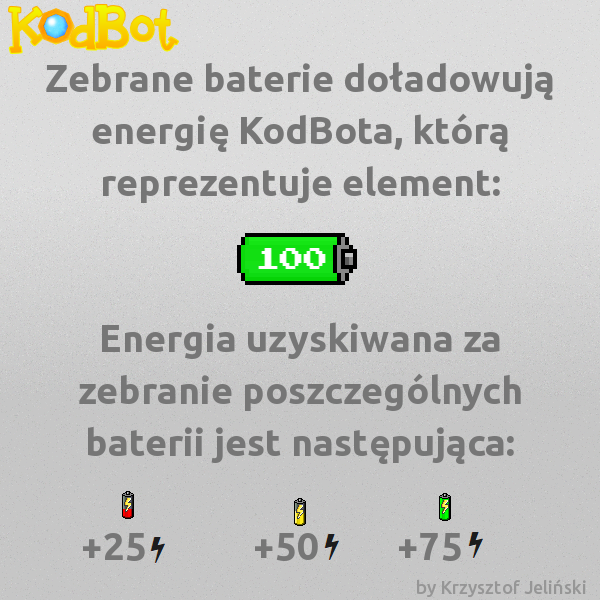 KodBot
Zebrane baterie doładowują
energię KodBota, którą
reprezentuje element:
100
Energia uzyskiwana za
zebranie poszczególnych
baterii jest następująca:
+25 +50 +75
by Krzysztof Jeliński